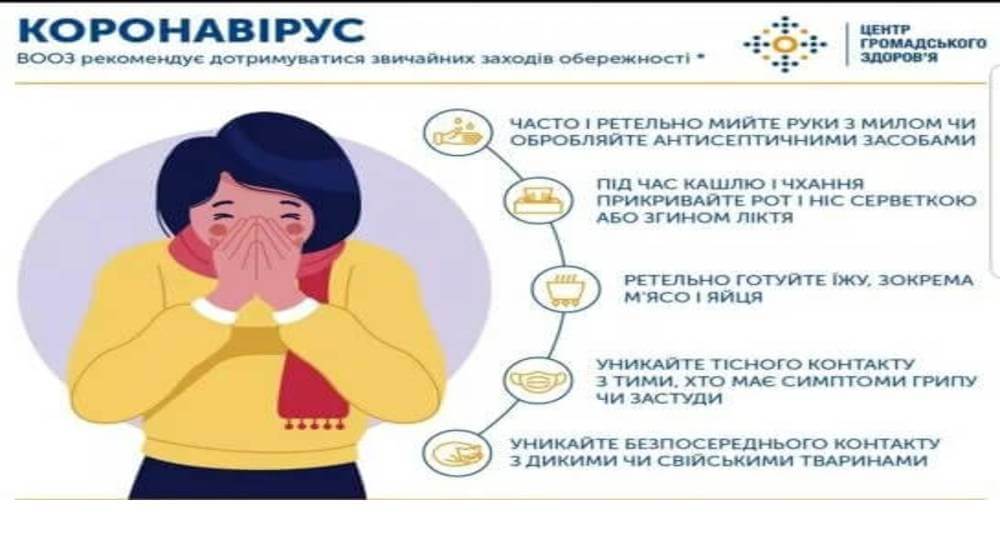 КОРОНАВІРУС
ВООЗ рекомендує дотримуватися звичайних заходів обережності *
ЦЕНТР
ГРОМАДСЬКОГО
ЗДОРОВ'Я
ЧАСТО І РЕТЕЛЬНО МИЙТЕ РУКИ З МИЛОМ ЧИ
ОБРОБЛЯЙТЕ АНТИСЕПТИЧНИМИ ЗАСОБАМИ
ПІД ЧАС КАШЛЮ І ЧХАННЯ
ПРИКРИВАЙТЕ РОТ І НІС СЕРВЕТКОЮ
АБО ЗГИНОМ ЛІКТЯ
РЕТЕЛЬНО ГОТУЙТЕ ЇЖУ, ЗОКРЕМА
М'ЯСО І ЯЙЦЯ
УНИКАЙТЕ ТІСНОГО КОНТАКТУ
З ТИМИ, ХТО МАЄ СИМПТОМИ ГРИПУ
ЧИ ЗАСТУДИ
УНИКАЙТЕ БЕЗПОСЕРЕДНЬОГО КОНТАКТУ
З ДИКИМИ ЧИ СВІЙСЬКИМИ ТВАРИНАМИ